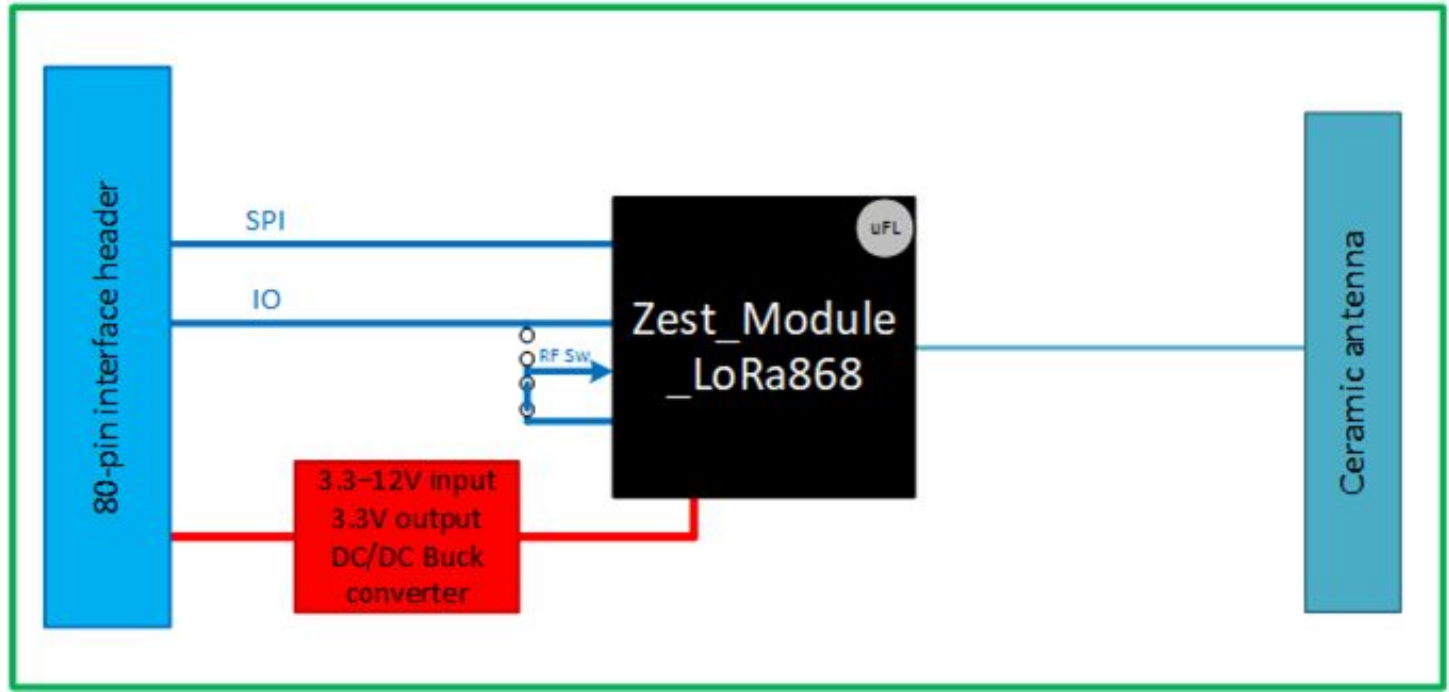 80-pin interface header
SPI
IO
RF Sw.
uFL
Zest_Module
_LoRa868
3.3–12V input
3.3V output
DC/DC Buck
converter
Ceramic antenna